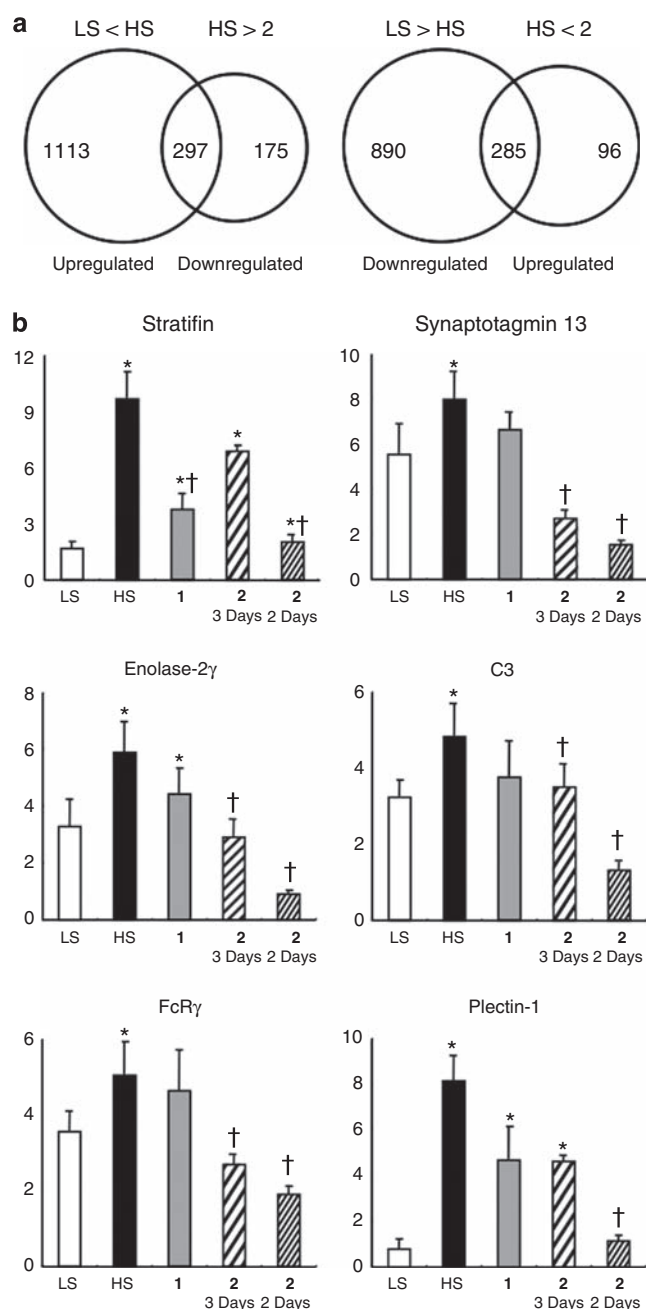 a
LS < HS HS > 2 LS > HS HS < 2
1113 297 175 890 285 96
Upregulated Downregulated Downregulated Upregulated
b
Stratifin Synaptotagmin 13
12 9 6 3 0
* *† * *†
LS HS 1 2 2
3 Days 2 Days
10 8 6 4 2 0
* † †
LS HS 1 2 2
3 Days 2 Days
Enolase-2γ C3
8 6 4 2 0
* * † †
LS HS 1 2 2
3 Days 2 Days
6 4 2 0
* † †
LS HS 1 2 2
3 Days 2 Days
FcRγ Plectin-1
6 4 2 0
* † †
LS HS 1 2 2
3 Days 2 Days
10 8 6 4 2 0
* * * †
LS HS 1 2 2
3 Days 2 Days